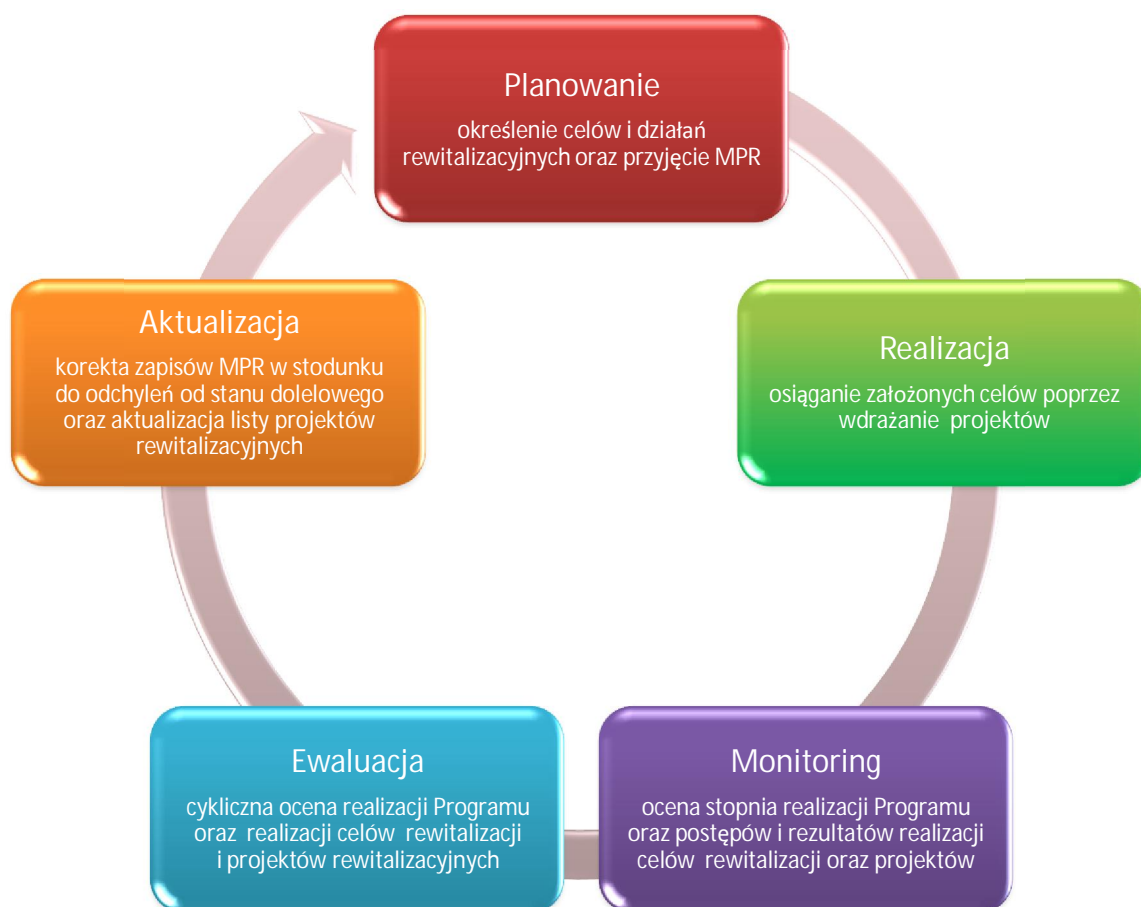 Planowanie
określenie celów i działań
rewitalizacyjnych oraz przyjęcie MPR
Realizacja
osiąganie założonych celów poprzez
wdrażanie projektów
Monitoring
ocena stopnia realizacji Programu
oraz postępów i rezultatów realizacji
celów rewitalizacji oraz projektów
Ewaluacja
cykliczna ocena realizacji Programu
oraz realizacji celów rewitalizacji
i projektów rewitalizacyjnych
Aktualizacja
korekta zapisów MPR w stodunku
do odchyleń od stanu dolelowego
oraz aktualizacja listy projektów
rewitalizacyjnych